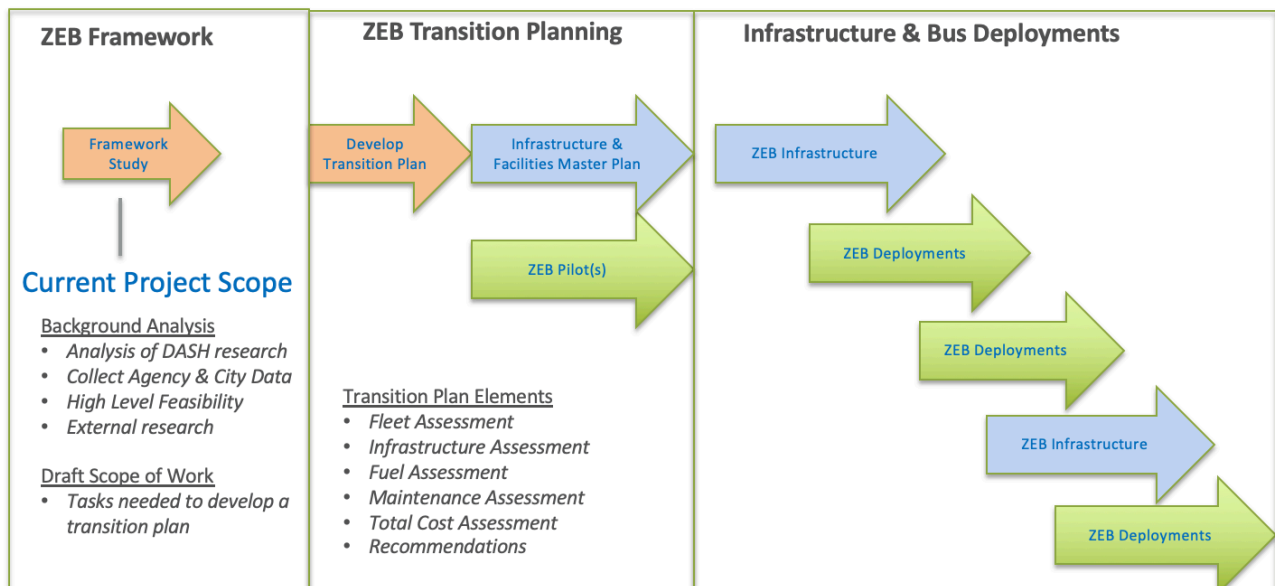 ZEB Framework
Framework
Study
Current Project Scope
Background Analysis
• Analysis of DASH research
• Collect Agency & City Data
• High Level Feasibility
• External research
Draft Scope of Work
• Tasks needed to develop a
transition plan
ZEB Transition Planning
Develop
Transition Plan
Infrastructure &
Facilities Master Plan
ZEB Pilot(s)
Transition Plan Elements
• Fleet Assessment
• Infrastructure Assessment
• Fuel Assessment
• Maintenance Assessment
• Total Cost Assessment
• Recommendations
Infrastructure & Bus Deployments
ZEB Infrastructure
ZEB Deployments
ZEB Deployments
ZEB Infrastructure
ZEB Deployments